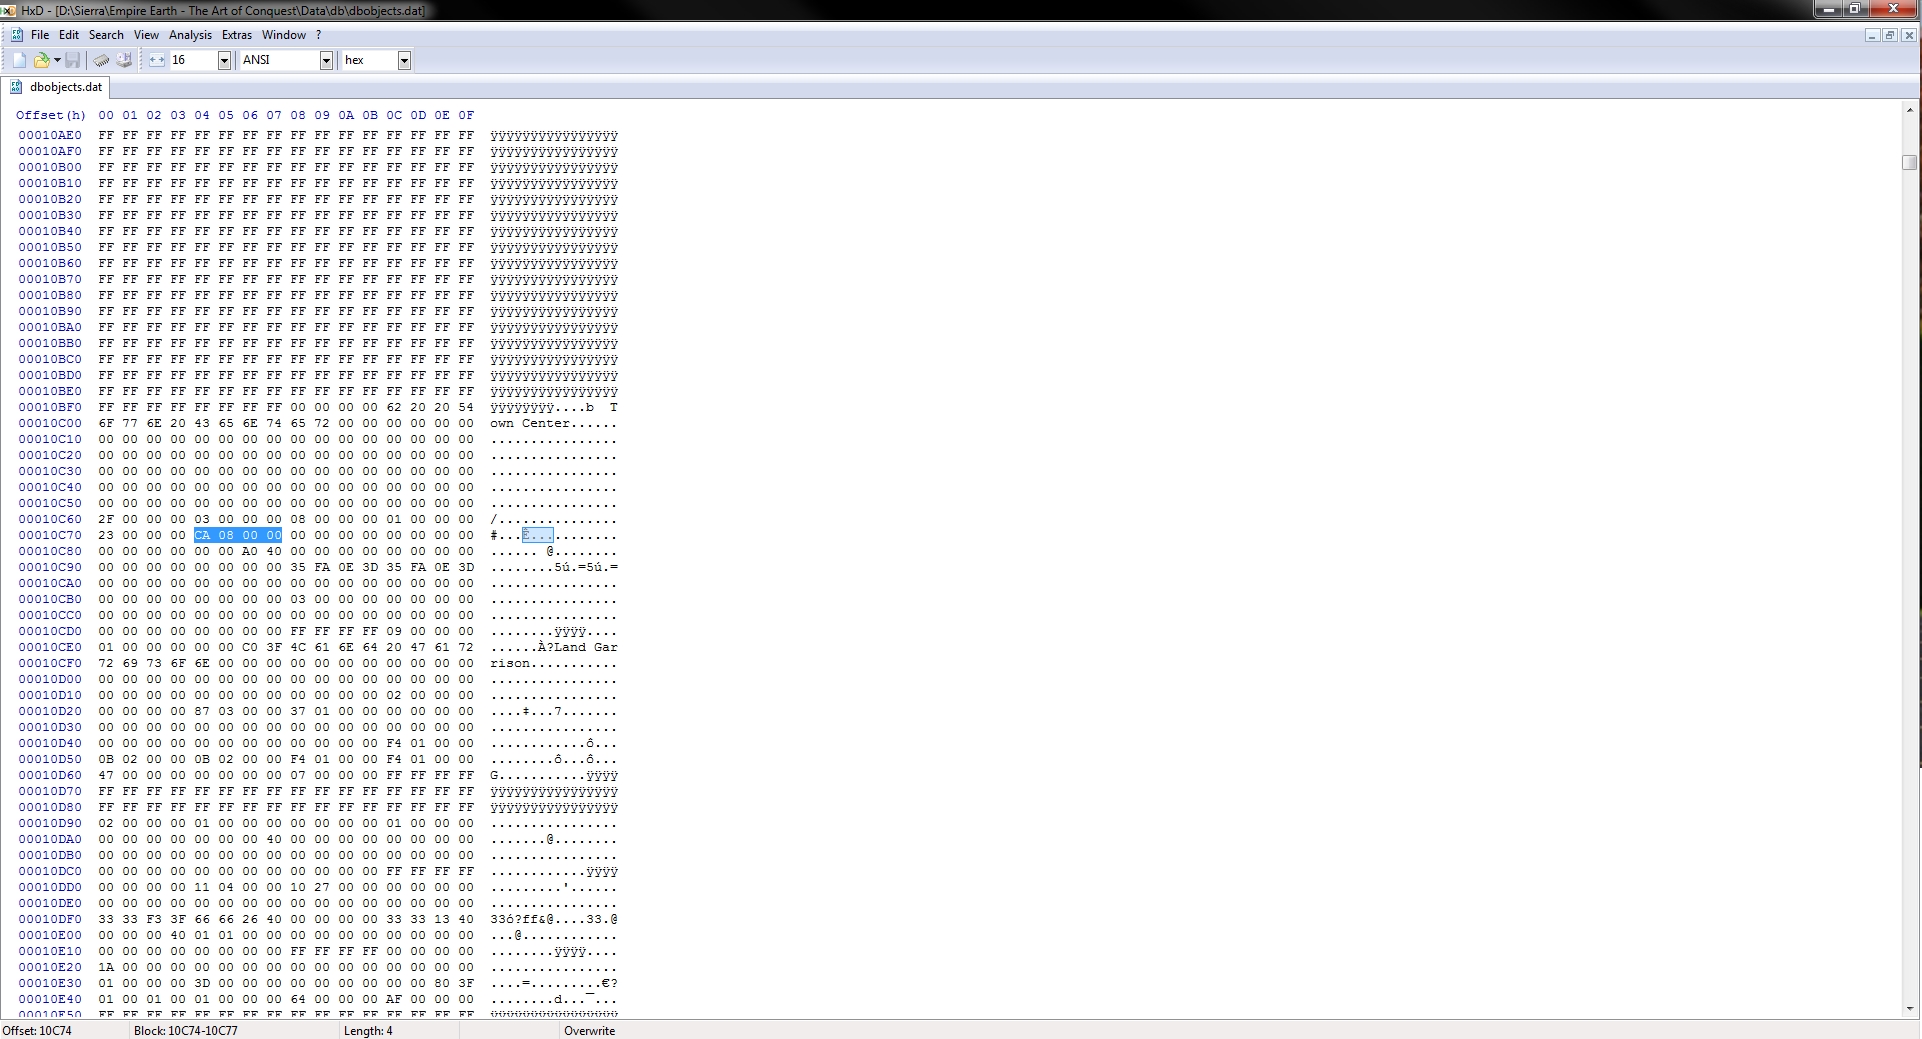 HxD - [D:\Sierra\Empire Earth - The Art of Conquest\Data\db\dbobjects.dat]
File Edit Search View Analysis Extras Window ?
16 ANSI hex
dbobjects.dat
Offset(h) 00 01 02 03 04 05 06 07 08 09 0A 0B 0C 0D 0E 0F
00010AE0 FF FF FF FF FF FF FF FF FF FF FF FF FF FF FF FF ÿÿÿÿÿÿÿÿÿÿÿÿÿÿÿÿ
00010AF0 FF FF FF FF FF FF FF FF FF FF FF FF FF FF FF FF ÿÿÿÿÿÿÿÿÿÿÿÿÿÿÿÿ
00010B00 FF FF FF FF FF FF FF FF FF FF FF FF FF FF FF FF ÿÿÿÿÿÿÿÿÿÿÿÿÿÿÿÿ
00010B10 FF FF FF FF FF FF FF FF FF FF FF FF FF FF FF FF ÿÿÿÿÿÿÿÿÿÿÿÿÿÿÿÿ
00010B20 FF FF FF FF FF FF FF FF FF FF FF FF FF FF FF FF ÿÿÿÿÿÿÿÿÿÿÿÿÿÿÿÿ
00010B30 FF FF FF FF FF FF FF FF FF FF FF FF FF FF FF FF ÿÿÿÿÿÿÿÿÿÿÿÿÿÿÿÿ
00010B40 FF FF FF FF FF FF FF FF FF FF FF FF FF FF FF FF ÿÿÿÿÿÿÿÿÿÿÿÿÿÿÿÿ
00010B50 FF FF FF FF FF FF FF FF FF FF FF FF FF FF FF FF ÿÿÿÿÿÿÿÿÿÿÿÿÿÿÿÿ
00010B60 FF FF FF FF FF FF FF FF FF FF FF FF FF FF FF FF ÿÿÿÿÿÿÿÿÿÿÿÿÿÿÿÿ
00010B70 FF FF FF FF FF FF FF FF FF FF FF FF FF FF FF FF ÿÿÿÿÿÿÿÿÿÿÿÿÿÿÿÿ
00010B80 FF FF FF FF FF FF FF FF FF FF FF FF FF FF FF FF ÿÿÿÿÿÿÿÿÿÿÿÿÿÿÿÿ
00010B90 FF FF FF FF FF FF FF FF FF FF FF FF FF FF FF FF ÿÿÿÿÿÿÿÿÿÿÿÿÿÿÿÿ
00010BA0 FF FF FF FF FF FF FF FF FF FF FF FF FF FF FF FF ÿÿÿÿÿÿÿÿÿÿÿÿÿÿÿÿ
00010BB0 FF FF FF FF FF FF FF FF FF FF FF FF FF FF FF FF ÿÿÿÿÿÿÿÿÿÿÿÿÿÿÿÿ
00010BC0 FF FF FF FF FF FF FF FF FF FF FF FF FF FF FF FF ÿÿÿÿÿÿÿÿÿÿÿÿÿÿÿÿ
00010BD0 FF FF FF FF FF FF FF FF FF FF FF FF FF FF FF FF ÿÿÿÿÿÿÿÿÿÿÿÿÿÿÿÿ
00010BE0 FF FF FF FF FF FF FF FF FF FF FF FF FF FF FF FF ÿÿÿÿÿÿÿÿÿÿÿÿÿÿÿÿ
00010BF0 FF FF FF FF FF FF FF FF 00 00 00 00 62 20 20 54 ÿÿÿÿÿÿÿÿ....b  T
00010C00 6F 77 6E 20 43 65 6E 74 65 72 00 00 00 00 00 00 own Center......
00010C10 00 00 00 00 00 00 00 00 00 00 00 00 00 00 00 00 ................
00010C20 00 00 00 00 00 00 00 00 00 00 00 00 00 00 00 00 ................
00010C30 00 00 00 00 00 00 00 00 00 00 00 00 00 00 00 00 ................
00010C40 00 00 00 00 00 00 00 00 00 00 00 00 00 00 00 00 ................
00010C50 00 00 00 00 00 00 00 00 00 00 00 00 00 00 00 00 ................
00010C60 2F 00 00 00 03 00 00 00 08 00 00 00 01 00 00 00 /...............
00010C70 23 00 00 00 CA 08 00 00 00 00 00 00 00 00 00 00 #...Ê...........
00010C80 00 00 00 00 00 00 A0 40 00 00 00 00 00 00 00 00 ...... @........
00010C90 00 00 00 00 00 00 00 00 35 FA 0E 3D 35 FA 0E 3D ........5ú.=5ú.=
00010CA0 00 00 00 00 00 00 00 00 00 00 00 00 00 00 00 00 ................
00010CB0 00 00 00 00 00 00 00 00 03 00 00 00 00 00 00 00 ................
00010CC0 00 00 00 00 00 00 00 00 00 00 00 00 00 00 00 00 ................
00010CD0 00 00 00 00 00 00 00 00 FF FF FF FF 09 00 00 00 ........ÿÿÿÿ....
00010CE0 01 00 00 00 00 00 C0 3F 4C 61 6E 64 20 47 61 72 ......À?Land Gar
00010CF0 72 69 73 6F 6E 00 00 00 00 00 00 00 00 00 00 00 rison...........
00010D00 00 00 00 00 00 00 00 00 00 00 00 00 00 00 00 00 ................
00010D10 00 00 00 00 00 00 00 00 00 00 00 00 02 00 00 00 ................
00010D20 00 00 00 00 87 03 00 00 37 01 00 00 00 00 00 00 ....‡...7.......
00010D30 00 00 00 00 00 00 00 00 00 00 00 00 00 00 00 00 ................
00010D40 00 00 00 00 00 00 00 00 00 00 00 00 F4 01 00 00 ............ô...
00010D50 0B 02 00 00 0B 02 00 00 F4 01 00 00 F4 01 00 00 ........ô...ô...
00010D60 47 00 00 00 00 00 00 00 07 00 00 00 FF FF FF FF G...........ÿÿÿÿ
00010D70 FF FF FF FF FF FF FF FF FF FF FF FF FF FF FF FF ÿÿÿÿÿÿÿÿÿÿÿÿÿÿÿÿ
00010D80 FF FF FF FF FF FF FF FF FF FF FF FF FF FF FF FF ÿÿÿÿÿÿÿÿÿÿÿÿÿÿÿÿ
00010D90 02 00 00 00 01 00 00 00 00 00 00 00 01 00 00 00 ................
00010DA0 00 00 00 00 00 00 00 40 00 00 00 00 00 00 00 00 .......@........
00010DB0 00 00 00 00 00 00 00 00 00 00 00 00 00 00 00 00 ................
00010DC0 00 00 00 00 00 00 00 00 00 00 00 00 FF FF FF FF ............ÿÿÿÿ
00010DD0 00 00 00 00 11 04 00 00 10 27 00 00 00 00 00 00 .........'......
00010DE0 00 00 00 00 00 00 00 00 00 00 00 00 00 00 00 00 ................
00010DF0 33 33 F3 3F 66 66 26 40 00 00 00 00 33 33 13 40 33ó?ff&@....33.@
00010E00 00 00 00 40 01 01 00 00 00 00 00 00 00 00 00 00 ...@............
00010E10 00 00 00 00 00 00 00 00 FF FF FF FF 00 00 00 00 ........ÿÿÿÿ....
00010E20 1A 00 00 00 00 00 00 00 00 00 00 00 00 00 00 00 ................
00010E30 01 00 00 00 3D 00 00 00 00 00 00 00 00 00 80 3F ....=.........€?
00010E40 01 00 01 00 01 00 00 00 64 00 00 00 AF 00 00 00 ........d...¯...
00010E50 FF FF FF FF FF FF FF FF FF FF FF FF FF FF FF FF ÿÿÿÿÿÿÿÿÿÿÿÿÿÿÿÿ
Offset: 10C74 Block: 10C74-10C77 Length: 4 Overwrite